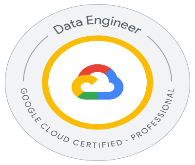 Data Engineer
GOOGLE CLOUD CERTIFIED - PROFESSIONAL